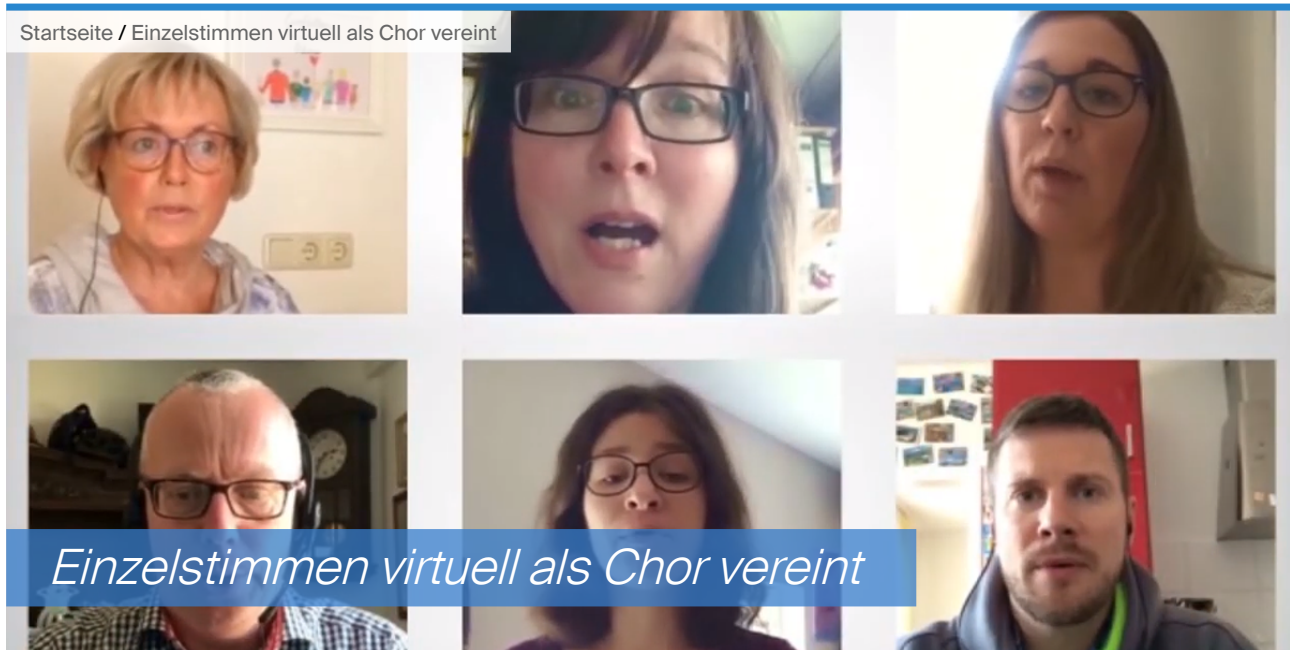 Startseite / Einzelstimmen virtuell als Chor vereint
Einzelstimmen virtuell als Chor vereint